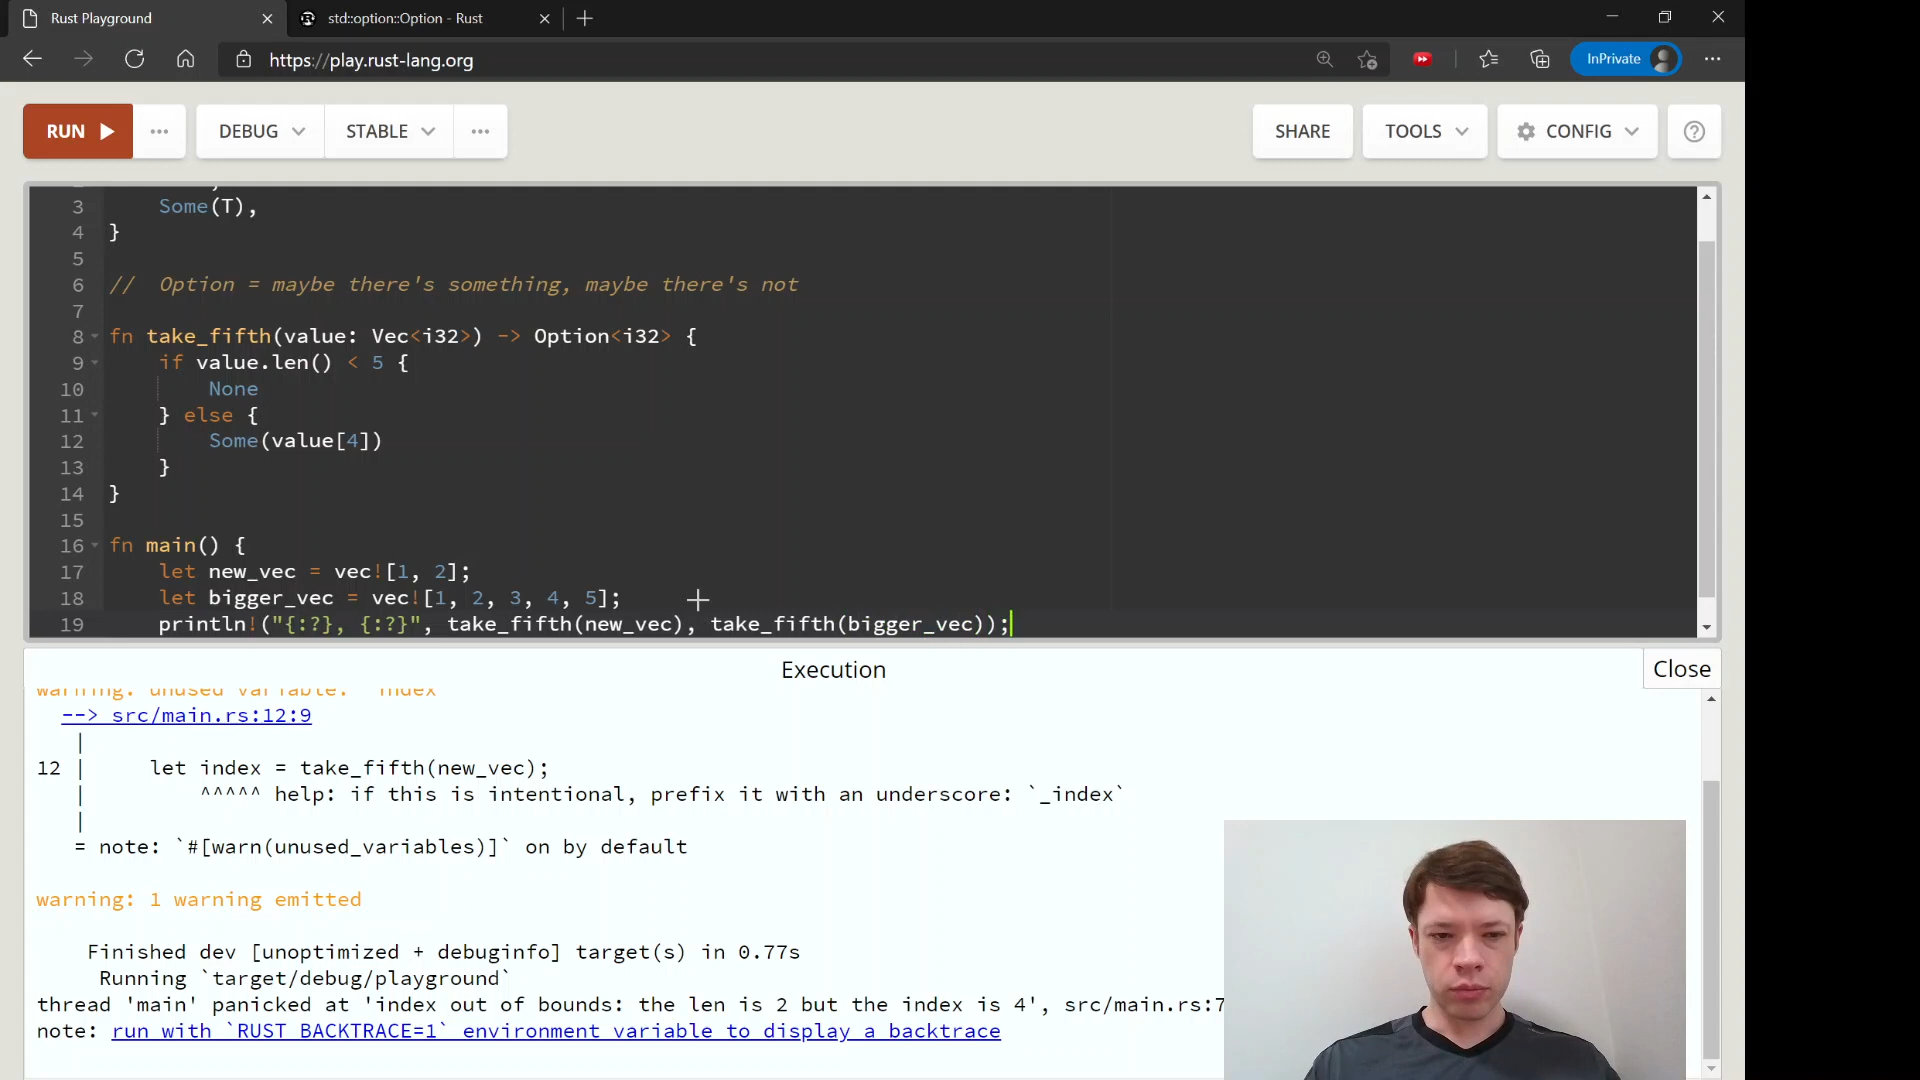 Rust Playground
std::option::Option - Rust
https://play.rust-lang.org
InPrivate
RUN
DEBUG
STABLE
SHARE
TOOLS
CONFIG
3 Some(T),
4 }
5
6 // Option = maybe there's something, maybe there's not
7
8 fn take_fifth(value: Vec<i32>) -> Option<i32> {
9 if value.len() < 5 {
10 None
11 } else {
12 Some(value[4])
13 }
14 }
15
16 fn main() {
17 let new_vec = vec![1, 2];
18 let bigger_vec = vec![1, 2, 3, 4, 5];
19 println!("{:?}, {:?}", take_fifth(new_vec), take_fifth(bigger_vec));
Execution
Close
warning: unused variable: `index`
--> src/main.rs:12:9
|
12 | let index = take_fifth(new_vec);
| ^^^^^ help: if this is intentional, prefix it with an underscore: `_index`
|
= note: `#[warn(unused_variables)]` on by default
warning: 1 warning emitted
Finished dev [unoptimized + debuginfo] target(s) in 0.77s
Running `target/debug/playground`
thread 'main' panicked at 'index out of bounds: the len is 2 but the index is 4', src/main.rs:7
note: run with `RUST_BACKTRACE=1` environment variable to display a backtrace